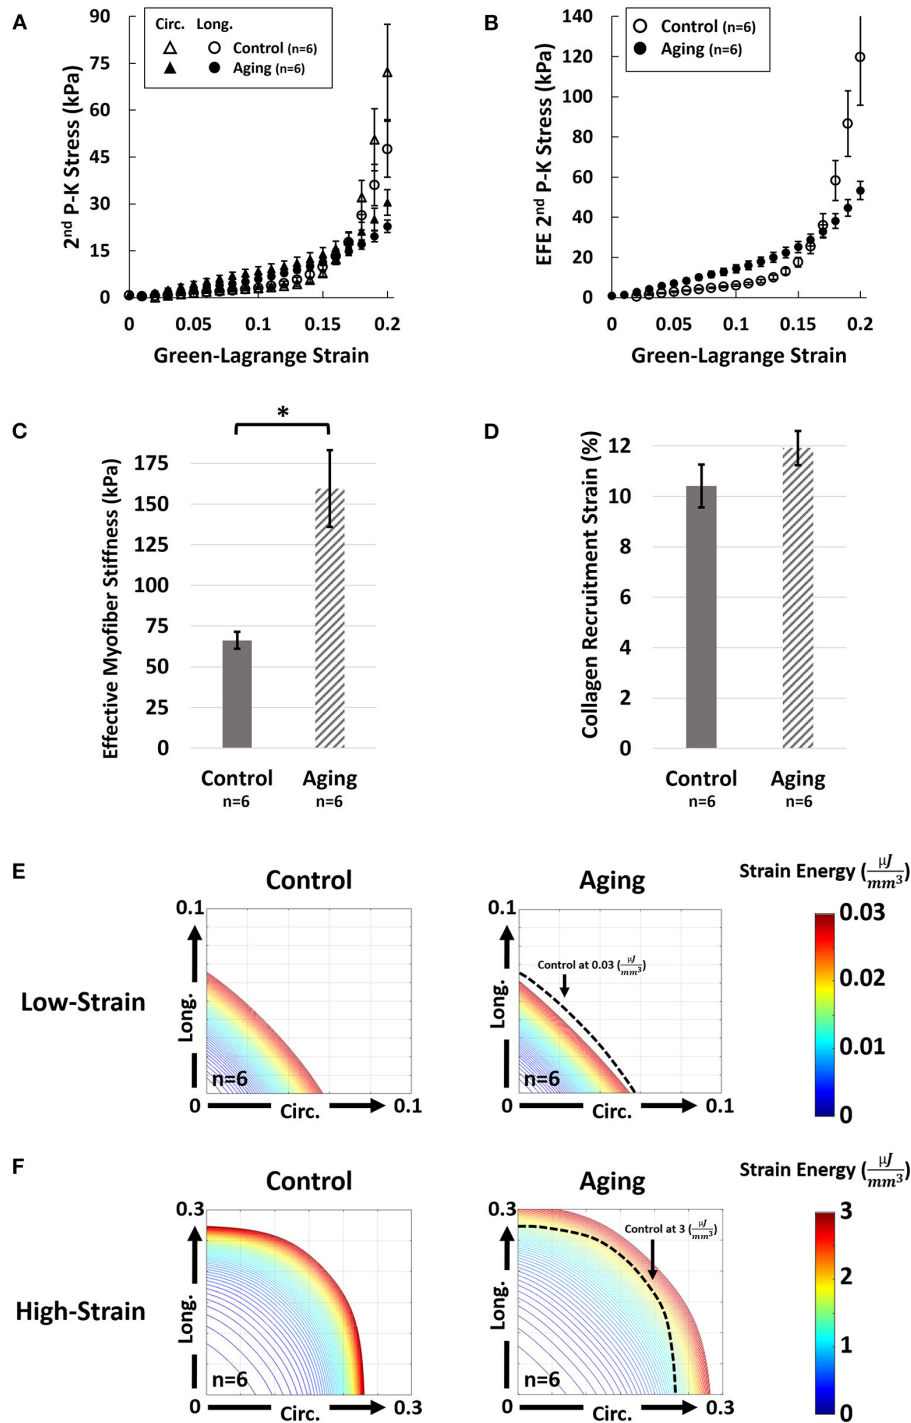 A
2nd P-K Stress (kPa)
90
75
60
45
30
15
0
Circ. Long.
Control (n=6)
Aging (n=6)
0 0.05 0.1 0.15 0.2
Green-Lagrange Strain
B
EFE 2nd P-K Stress (kPa)
140
120
100
80
60
40
20
0
Control (n=6)
Aging (n=6)
0 0.05 0.1 0.15 0.2
Green-Lagrange Strain
C
Effective Myofiber Stiffness (kPa)
*
175
150
125
100
75
50
25
0
Control Aging
n=6 n=6
D
Collagen Recruitment Strain (%)
12
10
8
6
4
2
0
Control Aging
n=6 n=6
E
Low-Strain
Control
0.1
Long.
n=6
0 Circ. 0.1
Aging
0.1
Control at 0.03 (μJ/mm³)
Long.
n=6
0 Circ. 0.1
Strain Energy (μJ/mm³)
0.03
0.02
0.01
0
F
High-Strain
Control
0.3
Long.
n=6
0 Circ. 0.3
Aging
0.3
Control at 3 (μJ/mm³)
Long.
n=6
0 Circ. 0.3
Strain Energy (μJ/mm³)
3
2
1
0